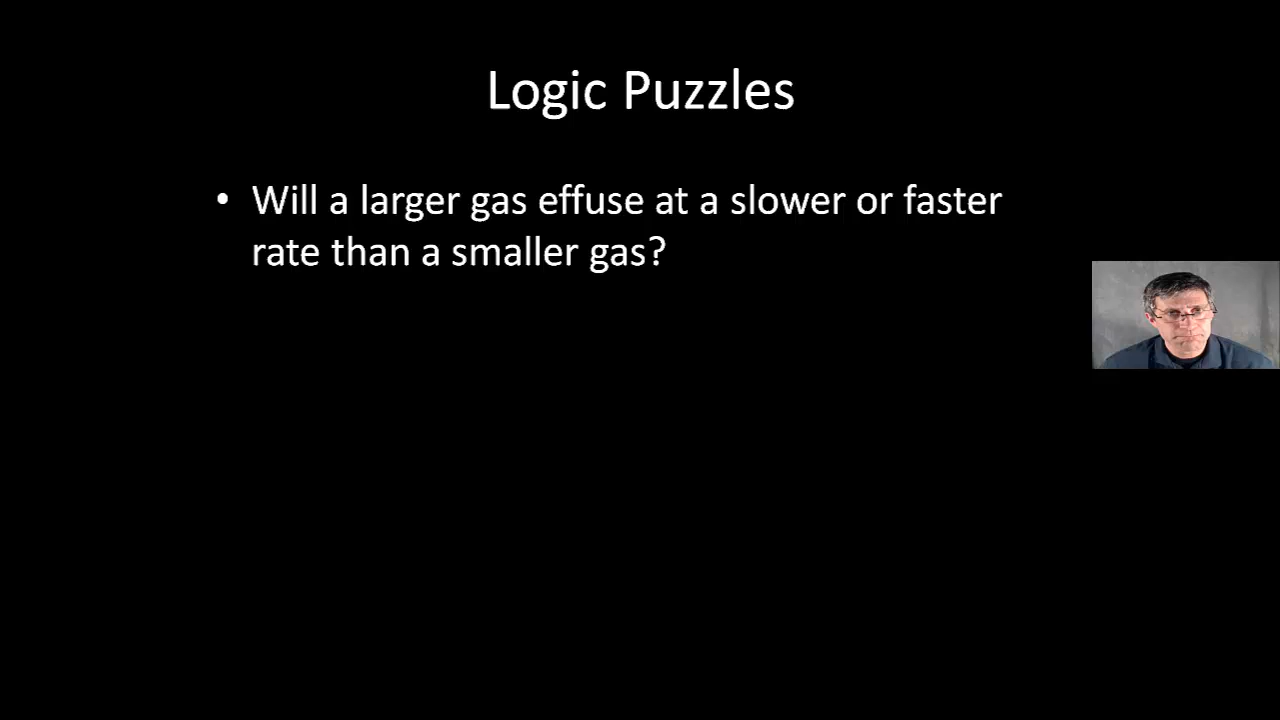 Logic Puzzles
• Will a larger gas effuse at a slower or faster
rate than a smaller gas?